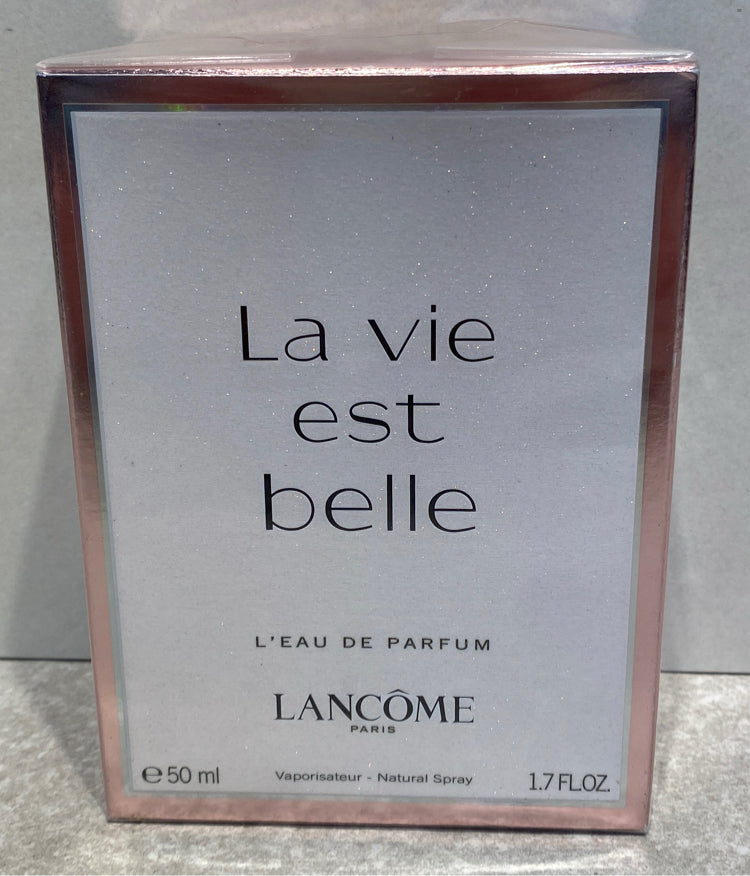 La vie
est
belle
L'EAU DE PARFUM
LANCÔME
PARIS
℮ 50 ml Vaporisateur - Natural Spray 1.7 FL.OZ.